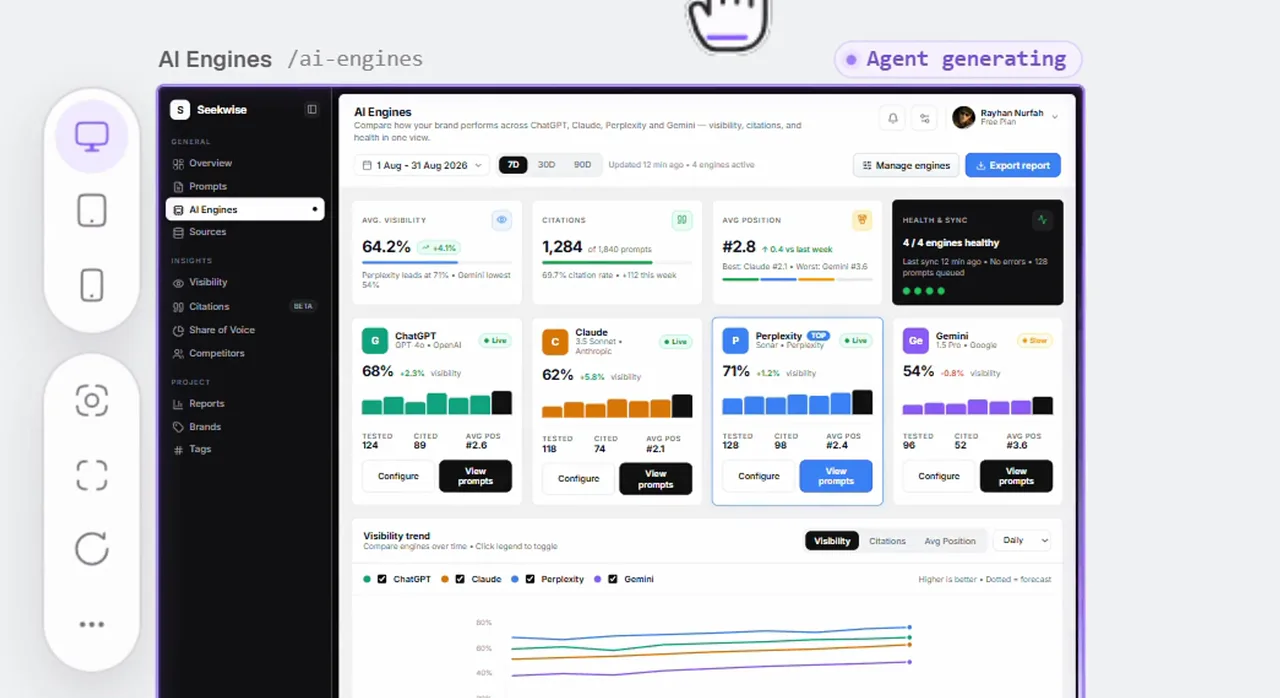 AI Engines /ai-engines
Agent generating
S Seekwise
GENERAL
Overview
Prompts
AI Engines
Sources
INSIGHTS
Visibility
Citations BETA
Share of Voice
Competitors
PROJECT
Reports
Brands
Tags
AI Engines
Compare how your brand performs across ChatGPT, Claude, Perplexity and Gemini — visibility, citations, and
health in one view.
Rayhan Nurfah
Free Plan
1 Aug - 31 Aug 2026 7D 30D 90D Updated 12 min ago • 4 engines active
Manage engines Export report
AVG. VISIBILITY
64.2% +4.1%
Perplexity leads at 71% • Gemini lowest
54%
CITATIONS
1,284 of 1,840 prompts
69.7% citation rate • +112 this week
AVG POSITION
#2.8 ↑ 0.4 vs last week
Best: Claude #2.1 • Worst: Gemini #3.6
HEALTH & SYNC
4 / 4 engines healthy
Last sync 12 min ago • No errors • 128
prompts queued
G ChatGPT Live
GPT-4o • OpenAI
68% +2.3% visibility
TESTED CITED AVG POS
124 89 #2.6
Configure View
prompts
C Claude Live
3.5 Sonnet •
Anthropic
62% +5.8% visibility
TESTED CITED AVG POS
118 74 #2.1
Configure View
prompts
P Perplexity TOP Live
Sonar • Perplexity
71% +1.2% visibility
TESTED CITED AVG POS
128 98 #2.4
Configure View
prompts
Ge Gemini Slow
1.5 Pro • Google
54% -0.8% visibility
TESTED CITED AVG POS
96 52 #3.6
Configure View
prompts
Visibility trend
Compare engines over time • Click legend to toggle
Visibility Citations Avg Position Daily
ChatGPT Claude Perplexity Gemini
Higher is better • Dotted = forecast
80%
60%
40%